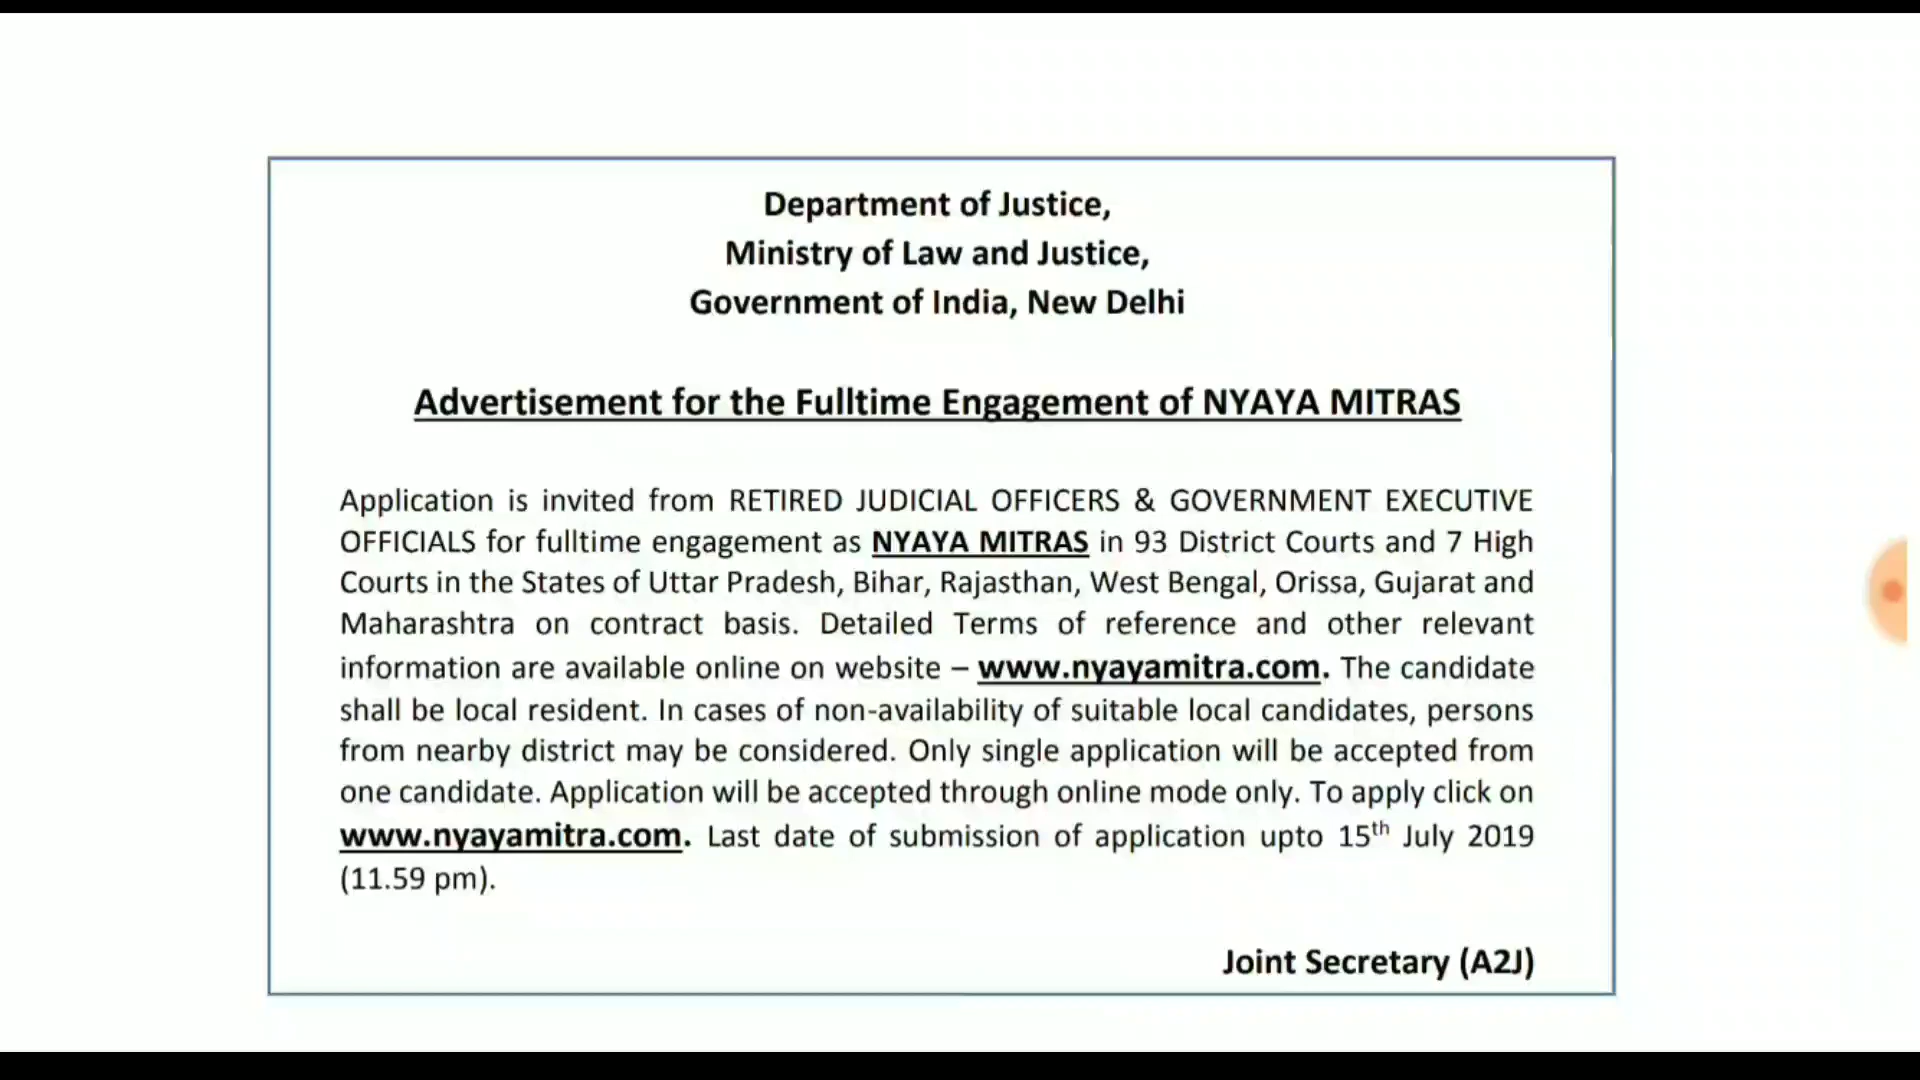 Department of Justice,
Ministry of Law and Justice,
Government of India, New Delhi
Advertisement for the Fulltime Engagement of NYAYA MITRAS
Application is invited from RETIRED JUDICIAL OFFICERS & GOVERNMENT EXECUTIVE
OFFICIALS for fulltime engagement as NYAYA MITRAS in 93 District Courts and 7 High
Courts in the States of Uttar Pradesh, Bihar, Rajasthan, West Bengal, Orissa, Gujarat and
Maharashtra on contract basis. Detailed Terms of reference and other relevant
information are available online on website – www.nyayamitra.com. The candidate
shall be local resident. In cases of non-availability of suitable local candidates, persons
from nearby district may be considered. Only single application will be accepted from
one candidate. Application will be accepted through online mode only. To apply click on
www.nyayamitra.com. Last date of submission of application upto 15th July 2019
(11.59 pm).
Joint Secretary (A2J)